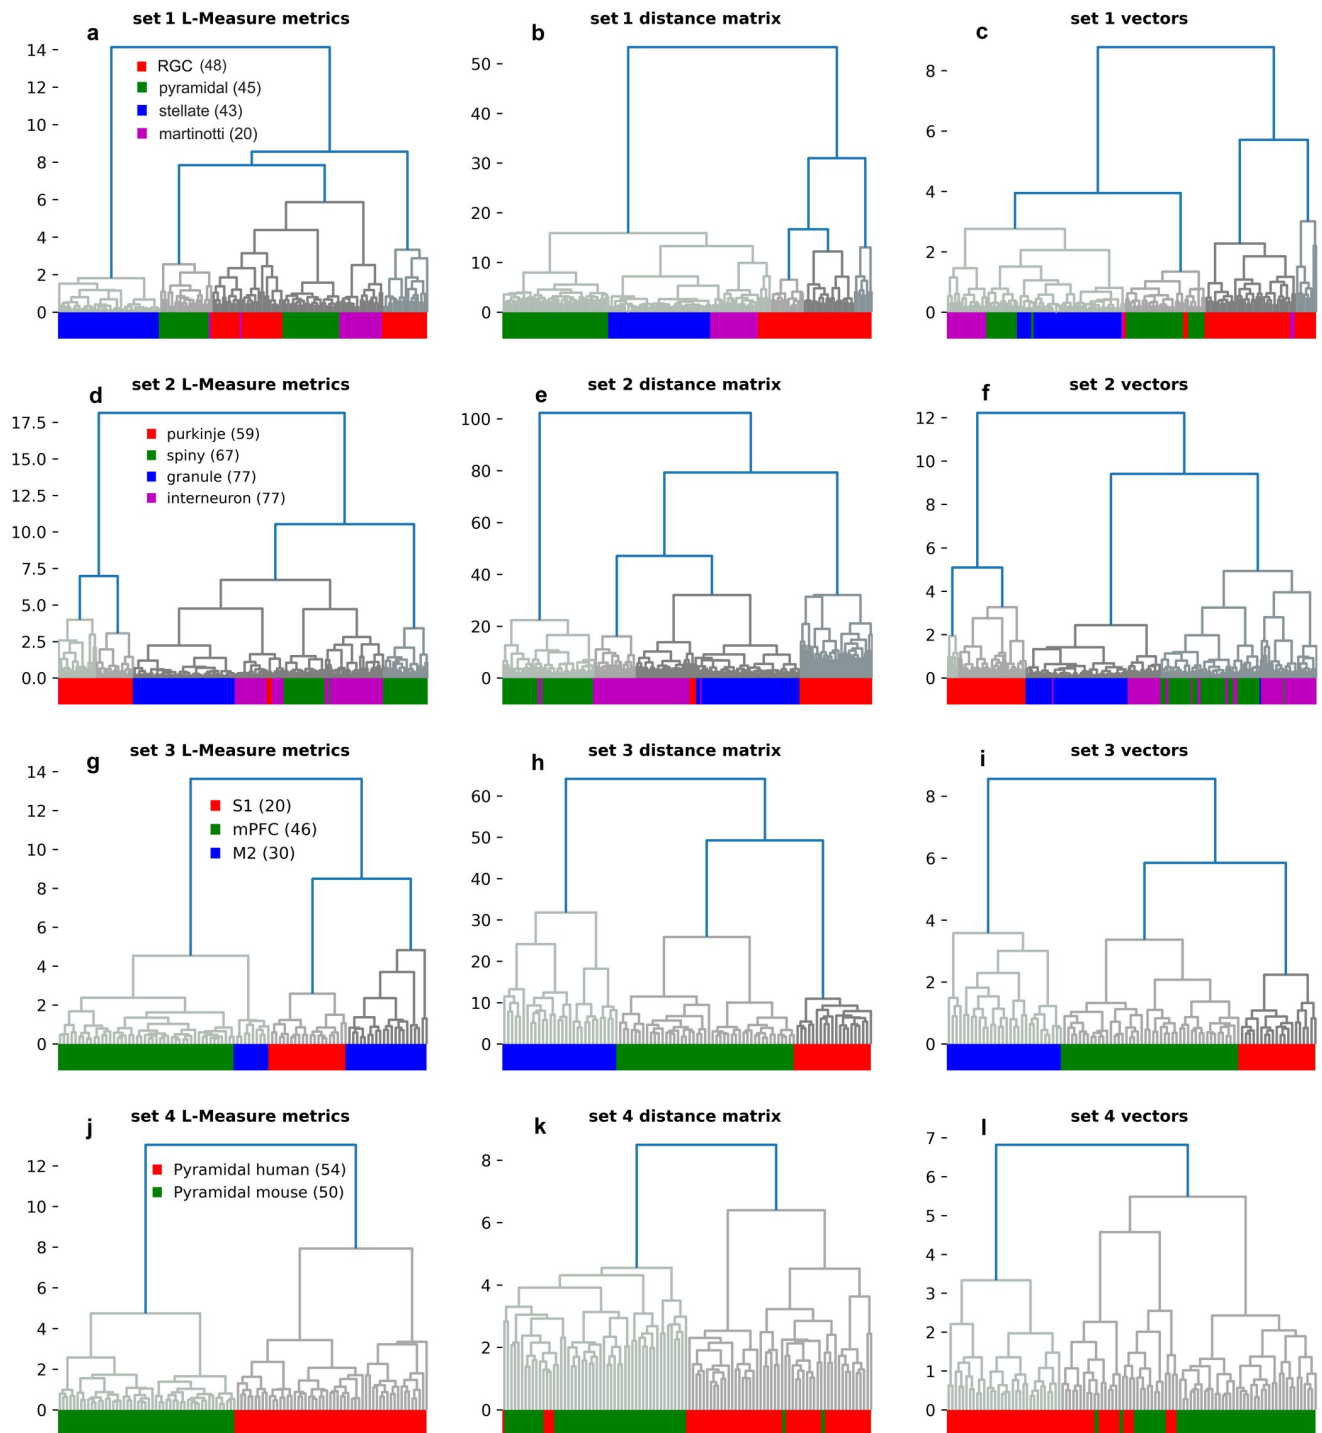 set 1 L-Measure metrics
a
14
12
10
8
6
4
2
0
RGC (48)
pyramidal (45)
stellate (43)
martinotti (20)
set 1 distance matrix
b
50
40
30
20
10
0
set 1 vectors
c
8
6
4
2
0
set 2 L-Measure metrics
d
17.5
15.0
12.5
10.0
7.5
5.0
2.5
0.0
purkinje (59)
spiny (67)
granule (77)
interneuron (77)
set 2 distance matrix
e
100
80
60
40
20
0
set 2 vectors
f
12
10
8
6
4
2
0
set 3 L-Measure metrics
g
14
12
10
8
6
4
2
0
S1 (20)
mPFC (46)
M2 (30)
set 3 distance matrix
h
60
50
40
30
20
10
0
set 3 vectors
i
8
6
4
2
0
set 4 L-Measure metrics
j
12
10
8
6
4
2
0
Pyramidal human (54)
Pyramidal mouse (50)
set 4 distance matrix
k
8
6
4
2
0
set 4 vectors
l
7
6
5
4
3
2
1
0